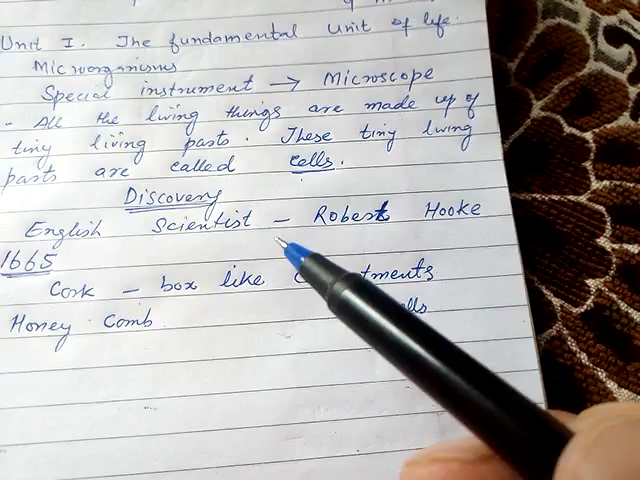 Unit I. The fundamental unit of life.
Microorganisms
Special instrument → Microscope
- All the living things are made up of
tiny living parts. These tiny living
parts are called cells.
Discovery
English Scientist – Robert Hooke
1665
Cork – box like
Honey Comb